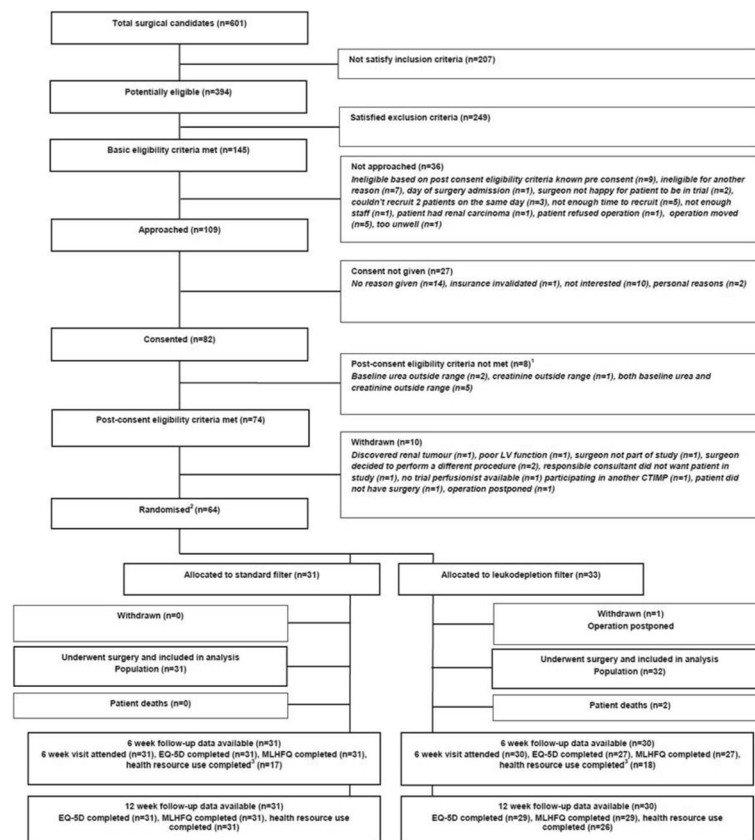 Total surgical candidates (n=601)
Not satisfy inclusion criteria (n=207)
Potentially eligible (n=394)
Satisfied exclusion criteria (n=249)
Basic eligibility criteria met (n=145)
Not approached (n=36)
Ineligible based on post consent eligibility criteria known pre consent (n=9), ineligible for another
reason (n=7), day of surgery admission (n=1), surgeon not happy for patient to be in trial (n=2),
couldn't recruit 2 patients on the same day (n=3), not enough time to recruit (n=5), not enough
staff (n=1), patient had renal carcinoma (n=1), patient refused operation (n=1), operation moved
(n=5), too unwell (n=1)
Approached (n=109)
Consent not given (n=27)
No reason given (n=14), insurance invalidated (n=1), not interested (n=10), personal reasons (n=2)
Consented (n=82)
Post-consent eligibility criteria not met (n=8)¹
Baseline urea outside range (n=2), creatinine outside range (n=1), both baseline urea and
creatinine outside range (n=5)
Post-consent eligibility criteria met (n=74)
Withdrawn (n=10)
Discovered renal tumour (n=1), poor LV function (n=1), surgeon not part of study (n=1), surgeon
decided to perform a different procedure (n=2), responsible consultant did not want patient in
study (n=1), no trial perfusionist available (n=1) participating in another CTIMP (n=1), patient did
not have surgery (n=1), operation postponed (n=1)
Randomised² (n=64)
Allocated to standard filter (n=31)
Allocated to leukodepletion filter (n=33)
Withdrawn (n=0)
Withdrawn (n=1)
Operation postponed
Underwent surgery and included in analysis
Population (n=31)
Underwent surgery and included in analysis
Population (n=32)
Patient deaths (n=0)
Patient deaths (n=2)
6 week follow-up data available (n=31)
6 week visit attended (n=31), EQ-5D completed (n=31), MLHFQ completed (n=31),
health resource use completed³ (n=17)
6 week follow-up data available (n=30)
6 week visit attended (n=30), EQ-5D completed (n=27), MLHFQ completed (n=27),
health resource use completed³ (n=18)
12 week follow-up data available (n=31)
EQ-5D completed (n=31), MLHFQ completed (n=31), health resource use
completed (n=31)
12 week follow-up data available (n=30)
EQ-5D completed (n=29), MLHFQ completed (n=29), health resource use
completed (n=26)